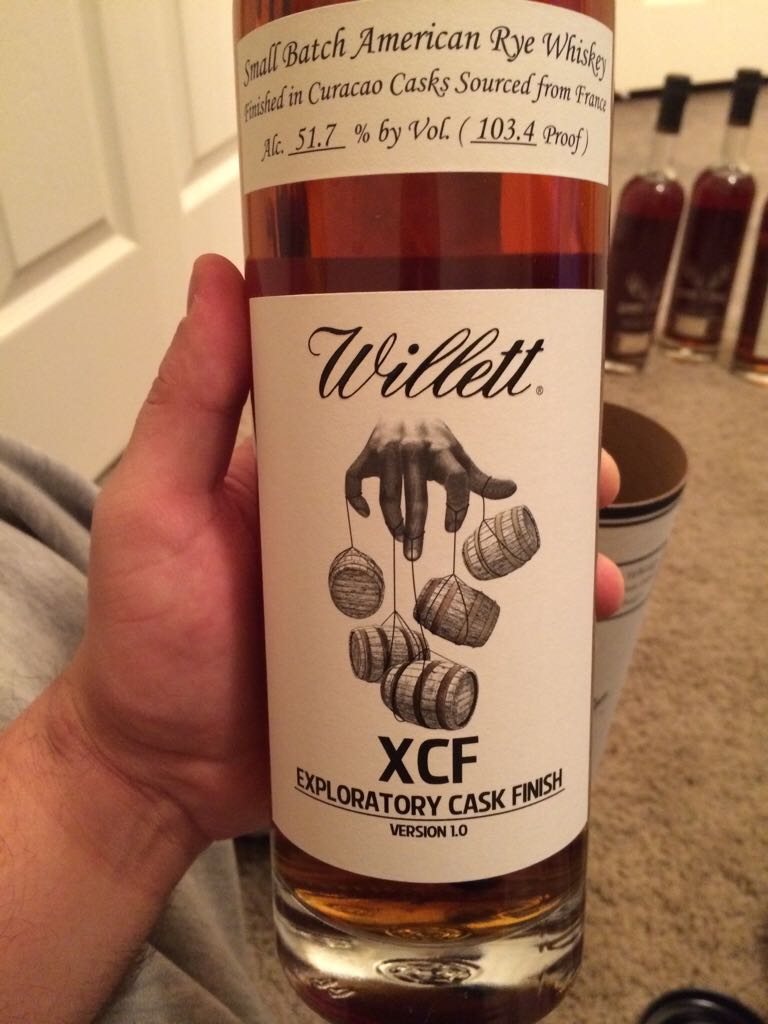 Small Batch American Rye Whiskey
Finished in Curacao Casks Sourced from France
Alc. 51.7 % by Vol. ( 103.4 Proof)
Willett®
XCF
EXPLORATORY CASK FINISH
VERSION 1.0